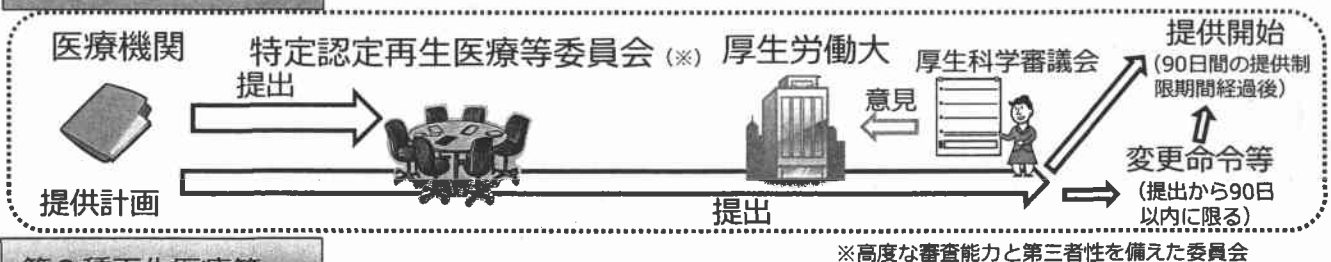 医療機関
特定認定再生医療等委員会(※)
厚生労働大
厚生科学審議会
提供開始
(90日間の提供制
限期間経過後)
提出
意見
変更命令等
(提出から90日
以内に限る)
提供計画
提出
※高度な審査能力と第三者性を備えた委員会